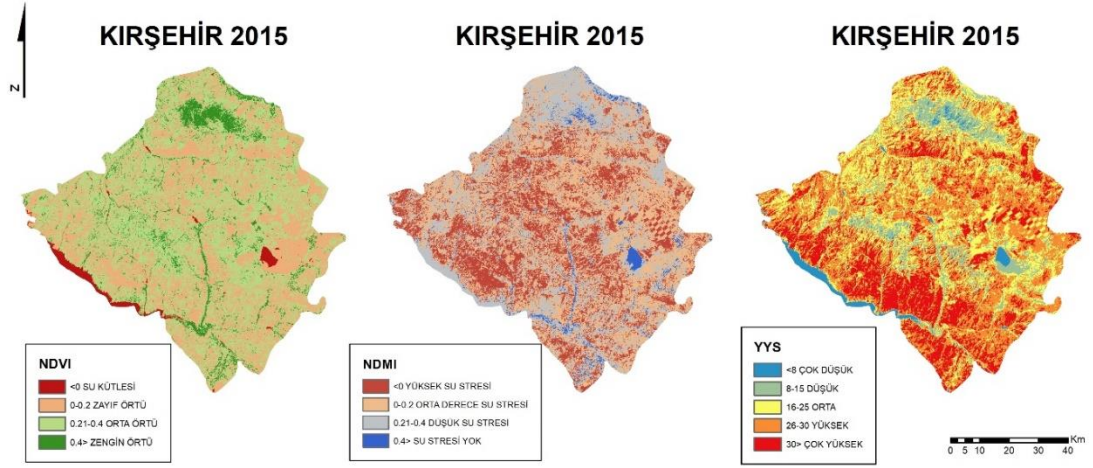 KIRŞEHİR 2015
KIRŞEHİR 2015
KIRŞEHİR 2015
N
NDVI
<0 SU KÜTLESİ
0-0.2 ZAYIF ÖRTÜ
0.21-0.4 ORTA ÖRTÜ
0.4> ZENGİN ÖRTÜ
NDMI
<0 YÜKSEK SU STRESİ
0-0.2 ORTA DERECE SU STRESİ
0.21-0.4 DÜŞÜK SU STRESİ
0.4> SU STRESİ YOK
YYS
<8 ÇOK DÜŞÜK
8-15 DÜŞÜK
16-25 ORTA
26-30 YÜKSEK
30> ÇOK YÜKSEK
Km
0 5 10 20 30 40